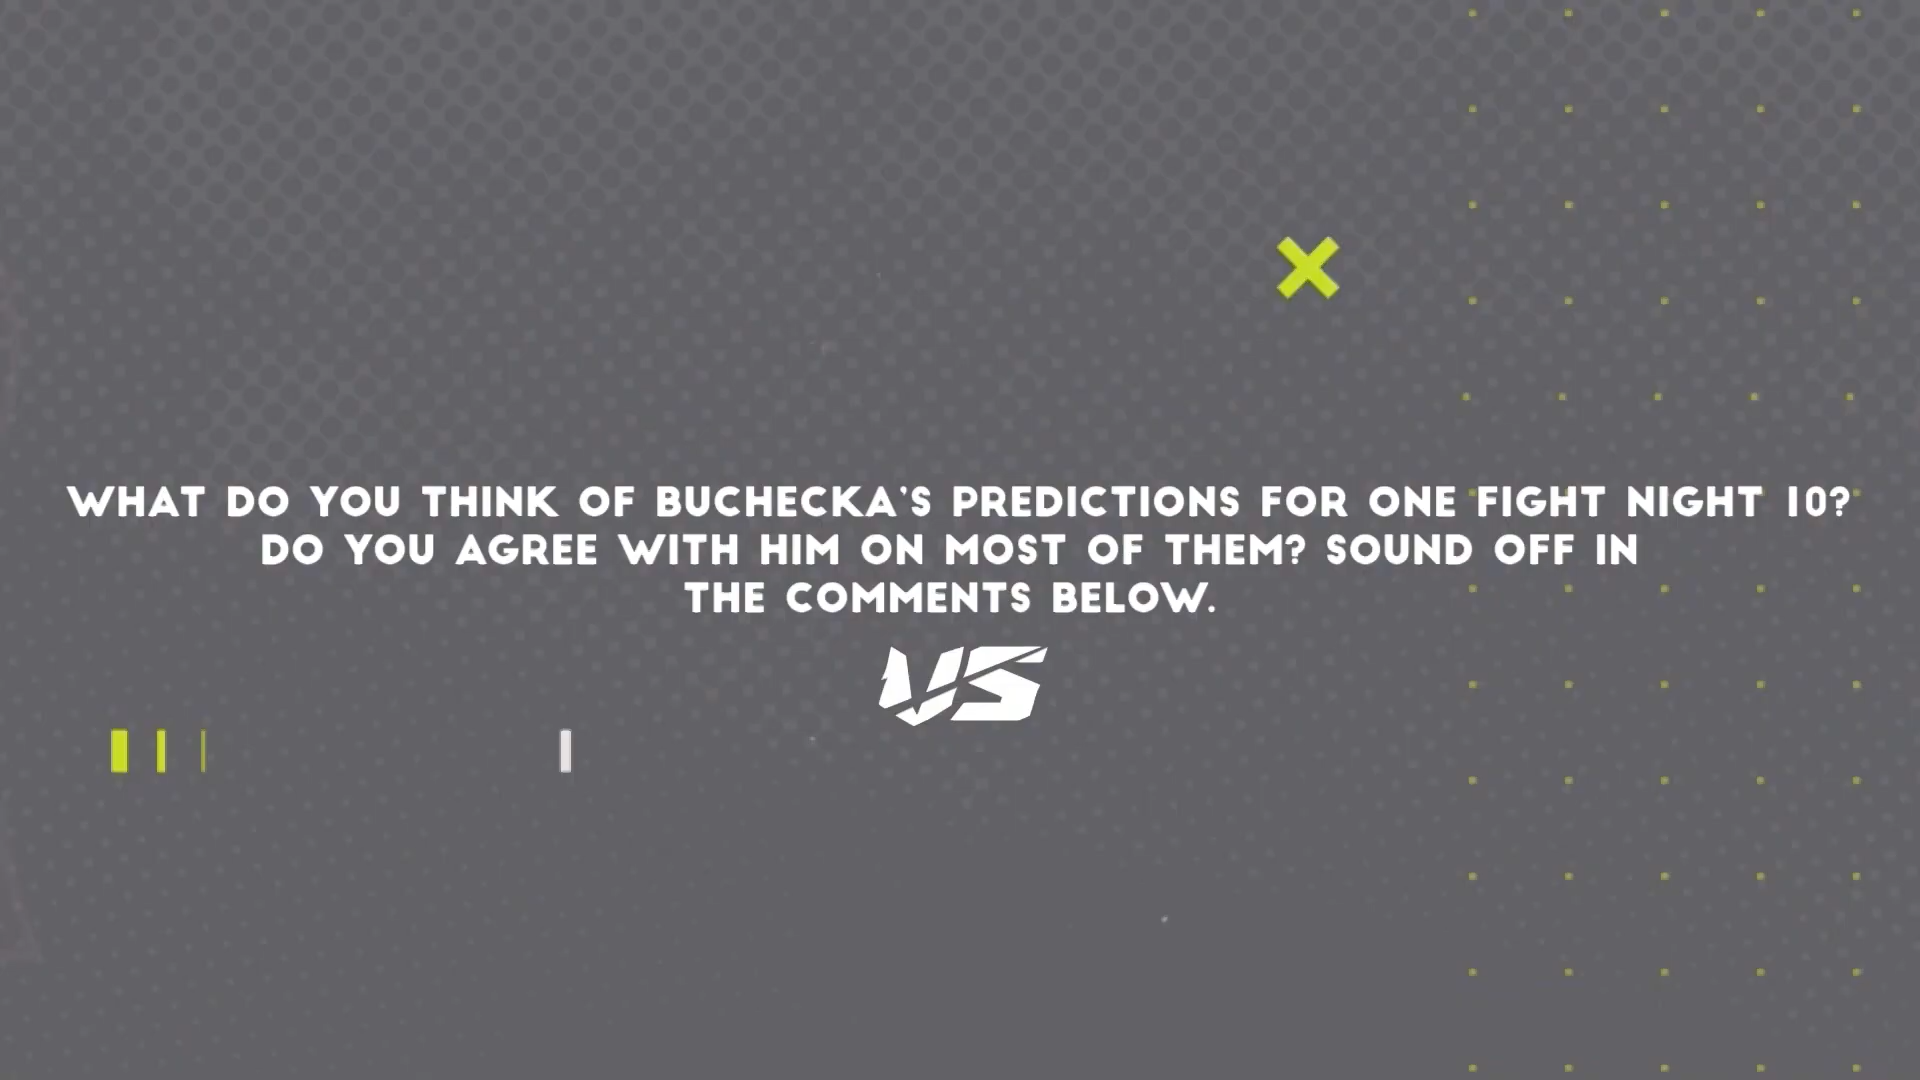 WHAT DO YOU THINK OF BUCHECKA'S PREDICTIONS FOR ONE FIGHT NIGHT 10?
DO YOU AGREE WITH HIM ON MOST OF THEM? SOUND OFF IN
THE COMMENTS BELOW.
VS